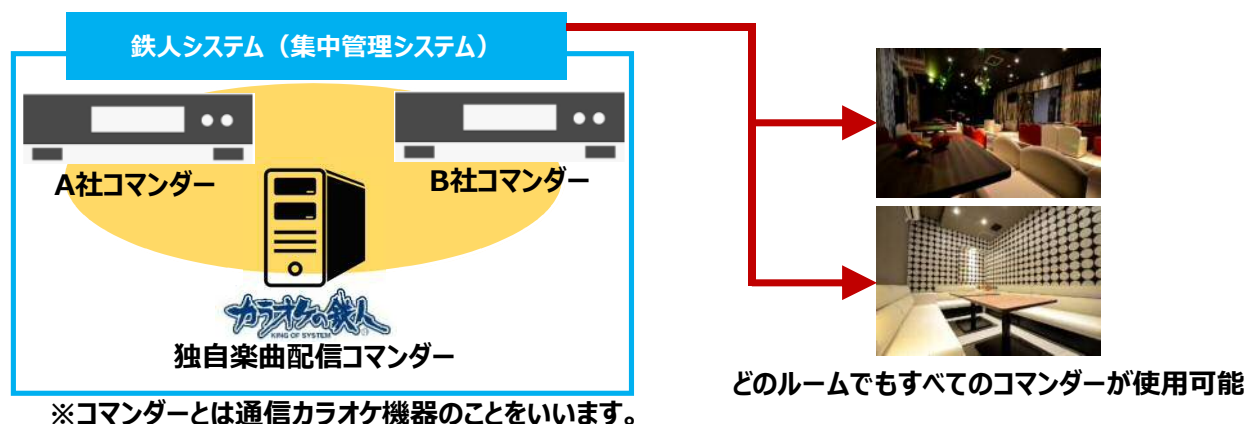 鉄人システム（集中管理システム）
A社コマンダー
B社コマンダー
カラオケの鉄人
KING OF SYSTEM
独自楽曲配信コマンダー
どのルームでもすべてのコマンダーが使用可能
※コマンダーとは通信カラオケ機器のことをいいます。